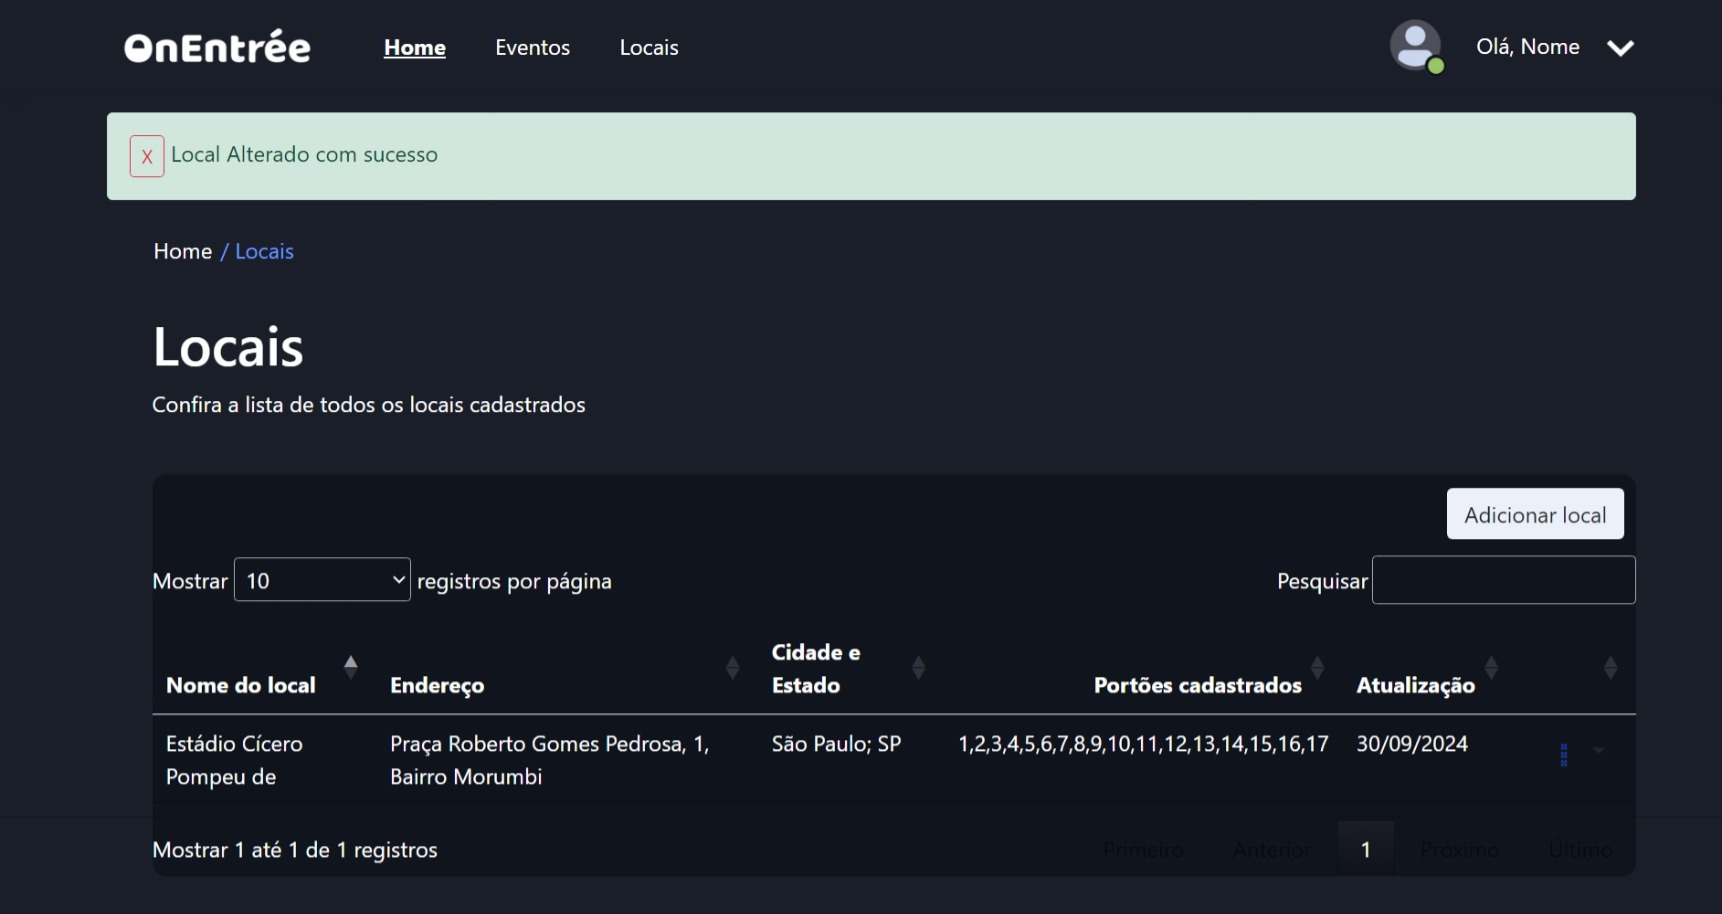 OnEntrée Home Eventos Locais Olá, Nome
X Local Alterado com sucesso
Home / Locais
Locais
Confira a lista de todos os locais cadastrados
Adicionar local
Mostrar 10 registros por página Pesquisar
Nome do local Endereço Cidade e Estado Portões cadastrados Atualização
Estádio Cícero Praça Roberto Gomes Pedrosa, 1, São Paulo; SP 1,2,3,4,5,6,7,8,9,10,11,12,13,14,15,16,17 30/09/2024
Pompeu de Bairro Morumbi
Mostrar 1 até 1 de 1 registros Primeiro Anterior 1 Próximo Último